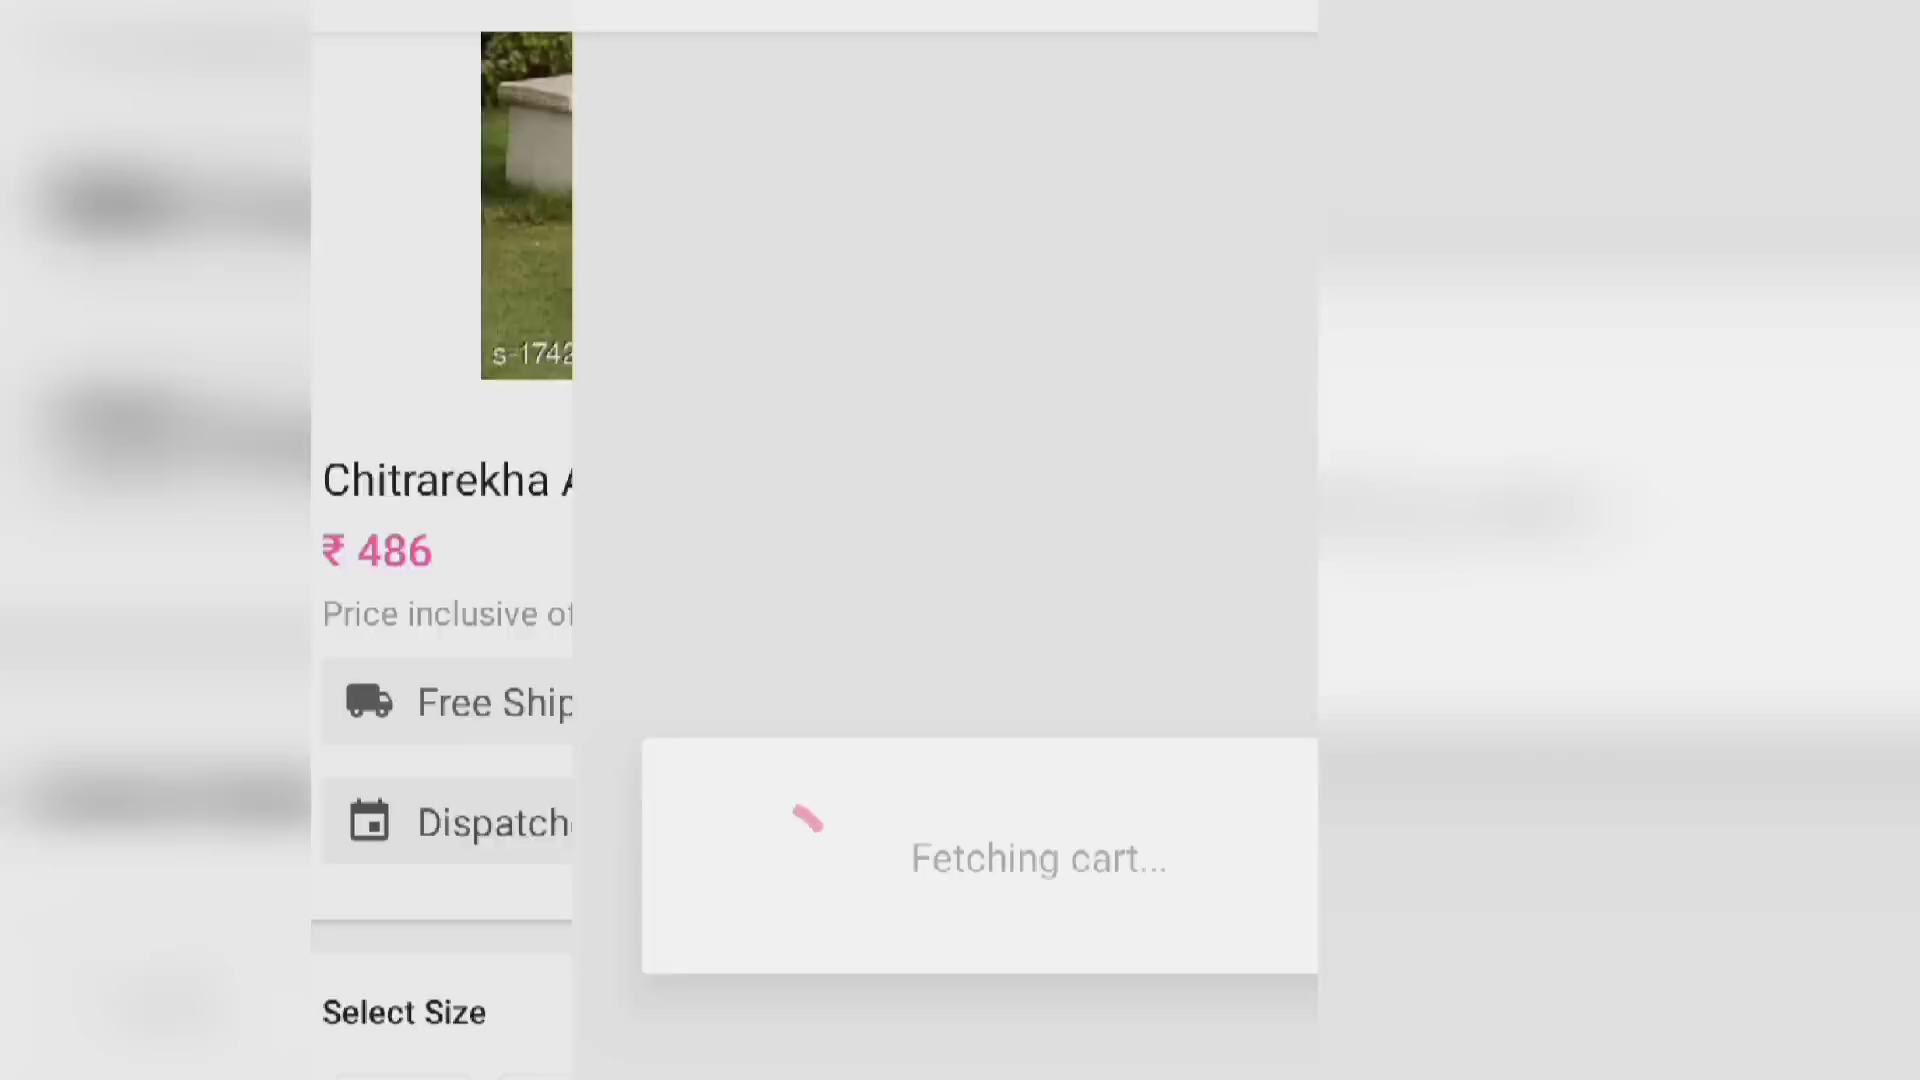 s-1742
Chitrarekha A
₹ 486
Price inclusive of
Free Ship
Dispatch
Fetching cart...
Select Size